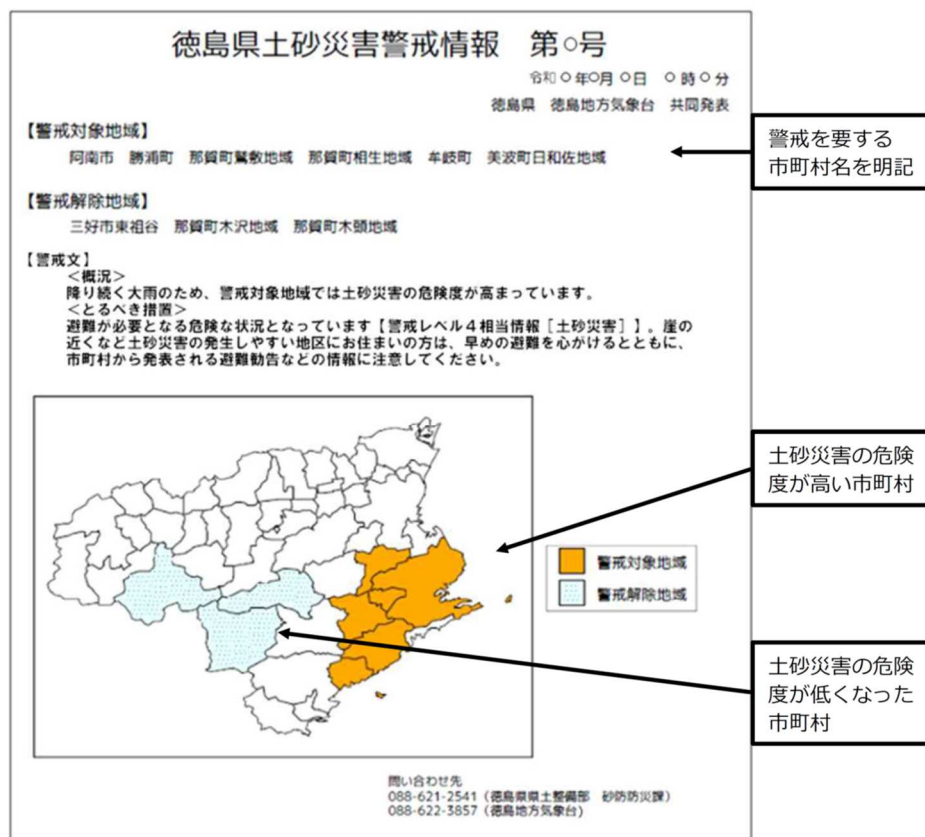 徳島県土砂災害警戒情報　第○号
令和○年○月○日　○時○分
徳島県　徳島地方気象台　共同発表
【警戒対象地域】
阿南市　勝浦町　那賀町鷲敷地域　那賀町相生地域　牟岐町　美波町日和佐地域
警戒を要する
市町村名を明記
【警戒解除地域】
三好市東祖谷　那賀町木沢地域　那賀町木頭地域
【警戒文】
＜概況＞
降り続く大雨のため、警戒対象地域では土砂災害の危険度が高まっています。
＜とるべき措置＞
避難が必要となる危険な状況となっています【警戒レベル４相当情報［土砂災害］】。崖の
近くなど土砂災害の発生しやすい地区にお住まいの方は、早めの避難を心がけるとともに、
市町村から発表される避難勧告などの情報に注意してください。
土砂災害の危険
度が高い市町村
警戒対象地域
警戒解除地域
土砂災害の危険
度が低くなった
市町村
問い合わせ先
088-621-2541（徳島県県土整備部　砂防防災課）
088-622-3857（徳島地方気象台）